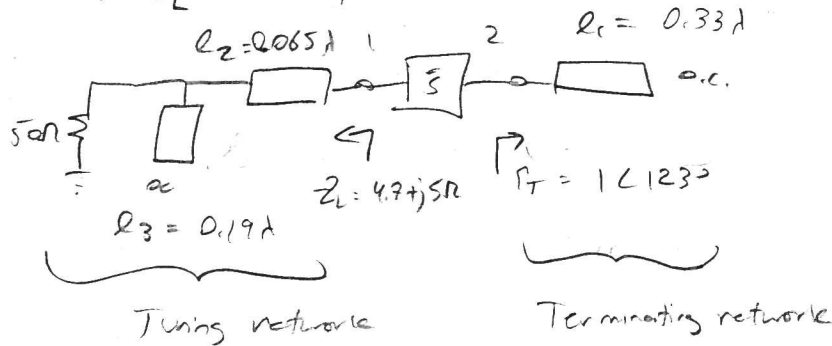 l₂ = 0.065λ 1 2 l₁ = 0.33λ
S o.c.
50Ω
oc Z_L = 4.7+j5Ω Γ_T = 1∠123°
l₃ = 0.19λ
Tuning network Terminating network